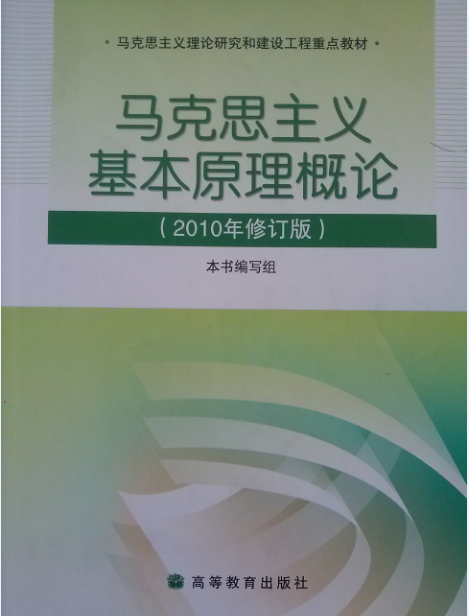 ·马克思主义理论研究和建设工程重点教材·
马克思主义
基本原理概论
（2010年修订版）
本书编写组
高等教育出版社